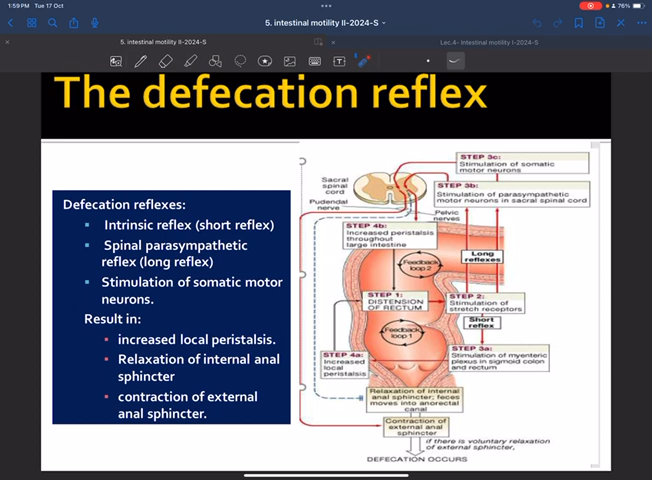 1:59 PM Tue 17 Oct
76%
5. intestinal motility II-2024-S
5. intestinal motility II-2024-S
Lec.4- Intestinal motility I-2024-S
The defecation reflex
Defecation reflexes:
Intrinsic reflex (short reflex)
Spinal parasympathetic
reflex (long reflex)
Stimulation of somatic motor
neurons.
Result in:
increased local peristalsis.
Relaxation of internal anal
sphincter
contraction of external
anal sphincter.
STEP 3c:
Stimulation of somatic
motor neurons
Sacral
spinal
cord
STEP 3b:
Stimulation of parasympathetic
motor neurons in sacral spinal cord
Pudendal
nerve
Pelvic
nerves
STEP 4b:
Increased peristalsis
throughout
large intestine
Long
reflexes
Feedback
loop 2
STEP 1:
DISTENSION
OF RECTUM
STEP 2:
Stimulation of
stretch receptors
Short
reflex
Feedback
loop 1
STEP 3a:
Stimulation of myenteric
plexus in sigmoid colon
and rectum
STEP 4a:
Increased
local
peristalsis
Relaxation of internal
anal sphincter; feces
move into anorectal
canal
Contraction of
external anal
sphincter
if there is voluntary relaxation
of external sphincter,
DEFECATION OCCURS